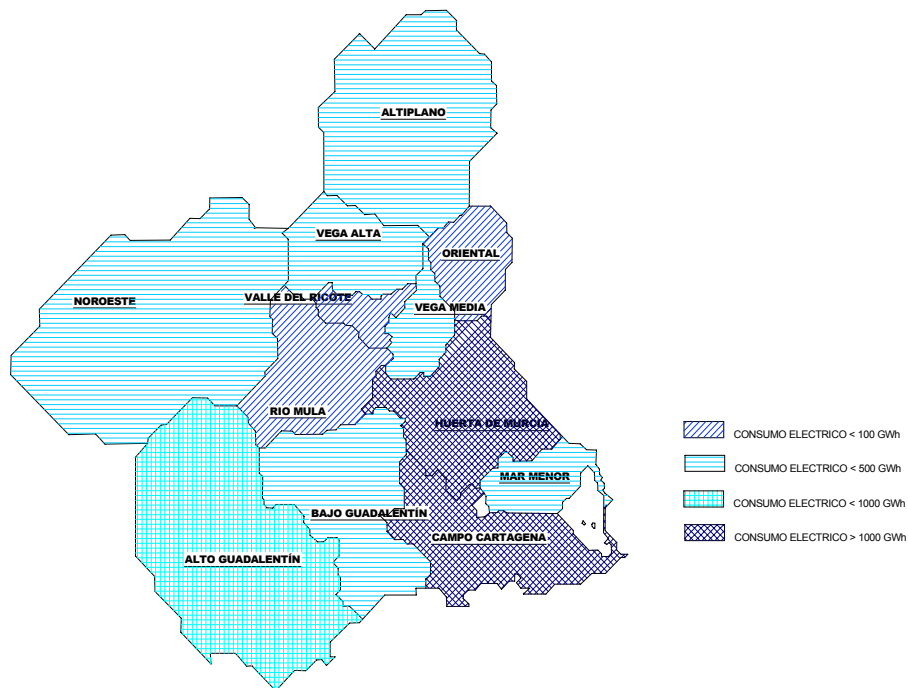 ALTIPLANO
VEGA ALTA
ORIENTAL
NOROESTE
VALLE DEL RICOTE
VEGA MEDIA
RIO MULA
HUERTA DE MURCIA
MAR MENOR
BAJO GUADALENTÍN
CAMPO CARTAGENA
ALTO GUADALENTÍN
CONSUMO ELECTRICO < 100 GWh
CONSUMO ELECTRICO < 500 GWh
CONSUMO ELECTRICO < 1000 GWh
CONSUMO ELECTRICO > 1000 GWh